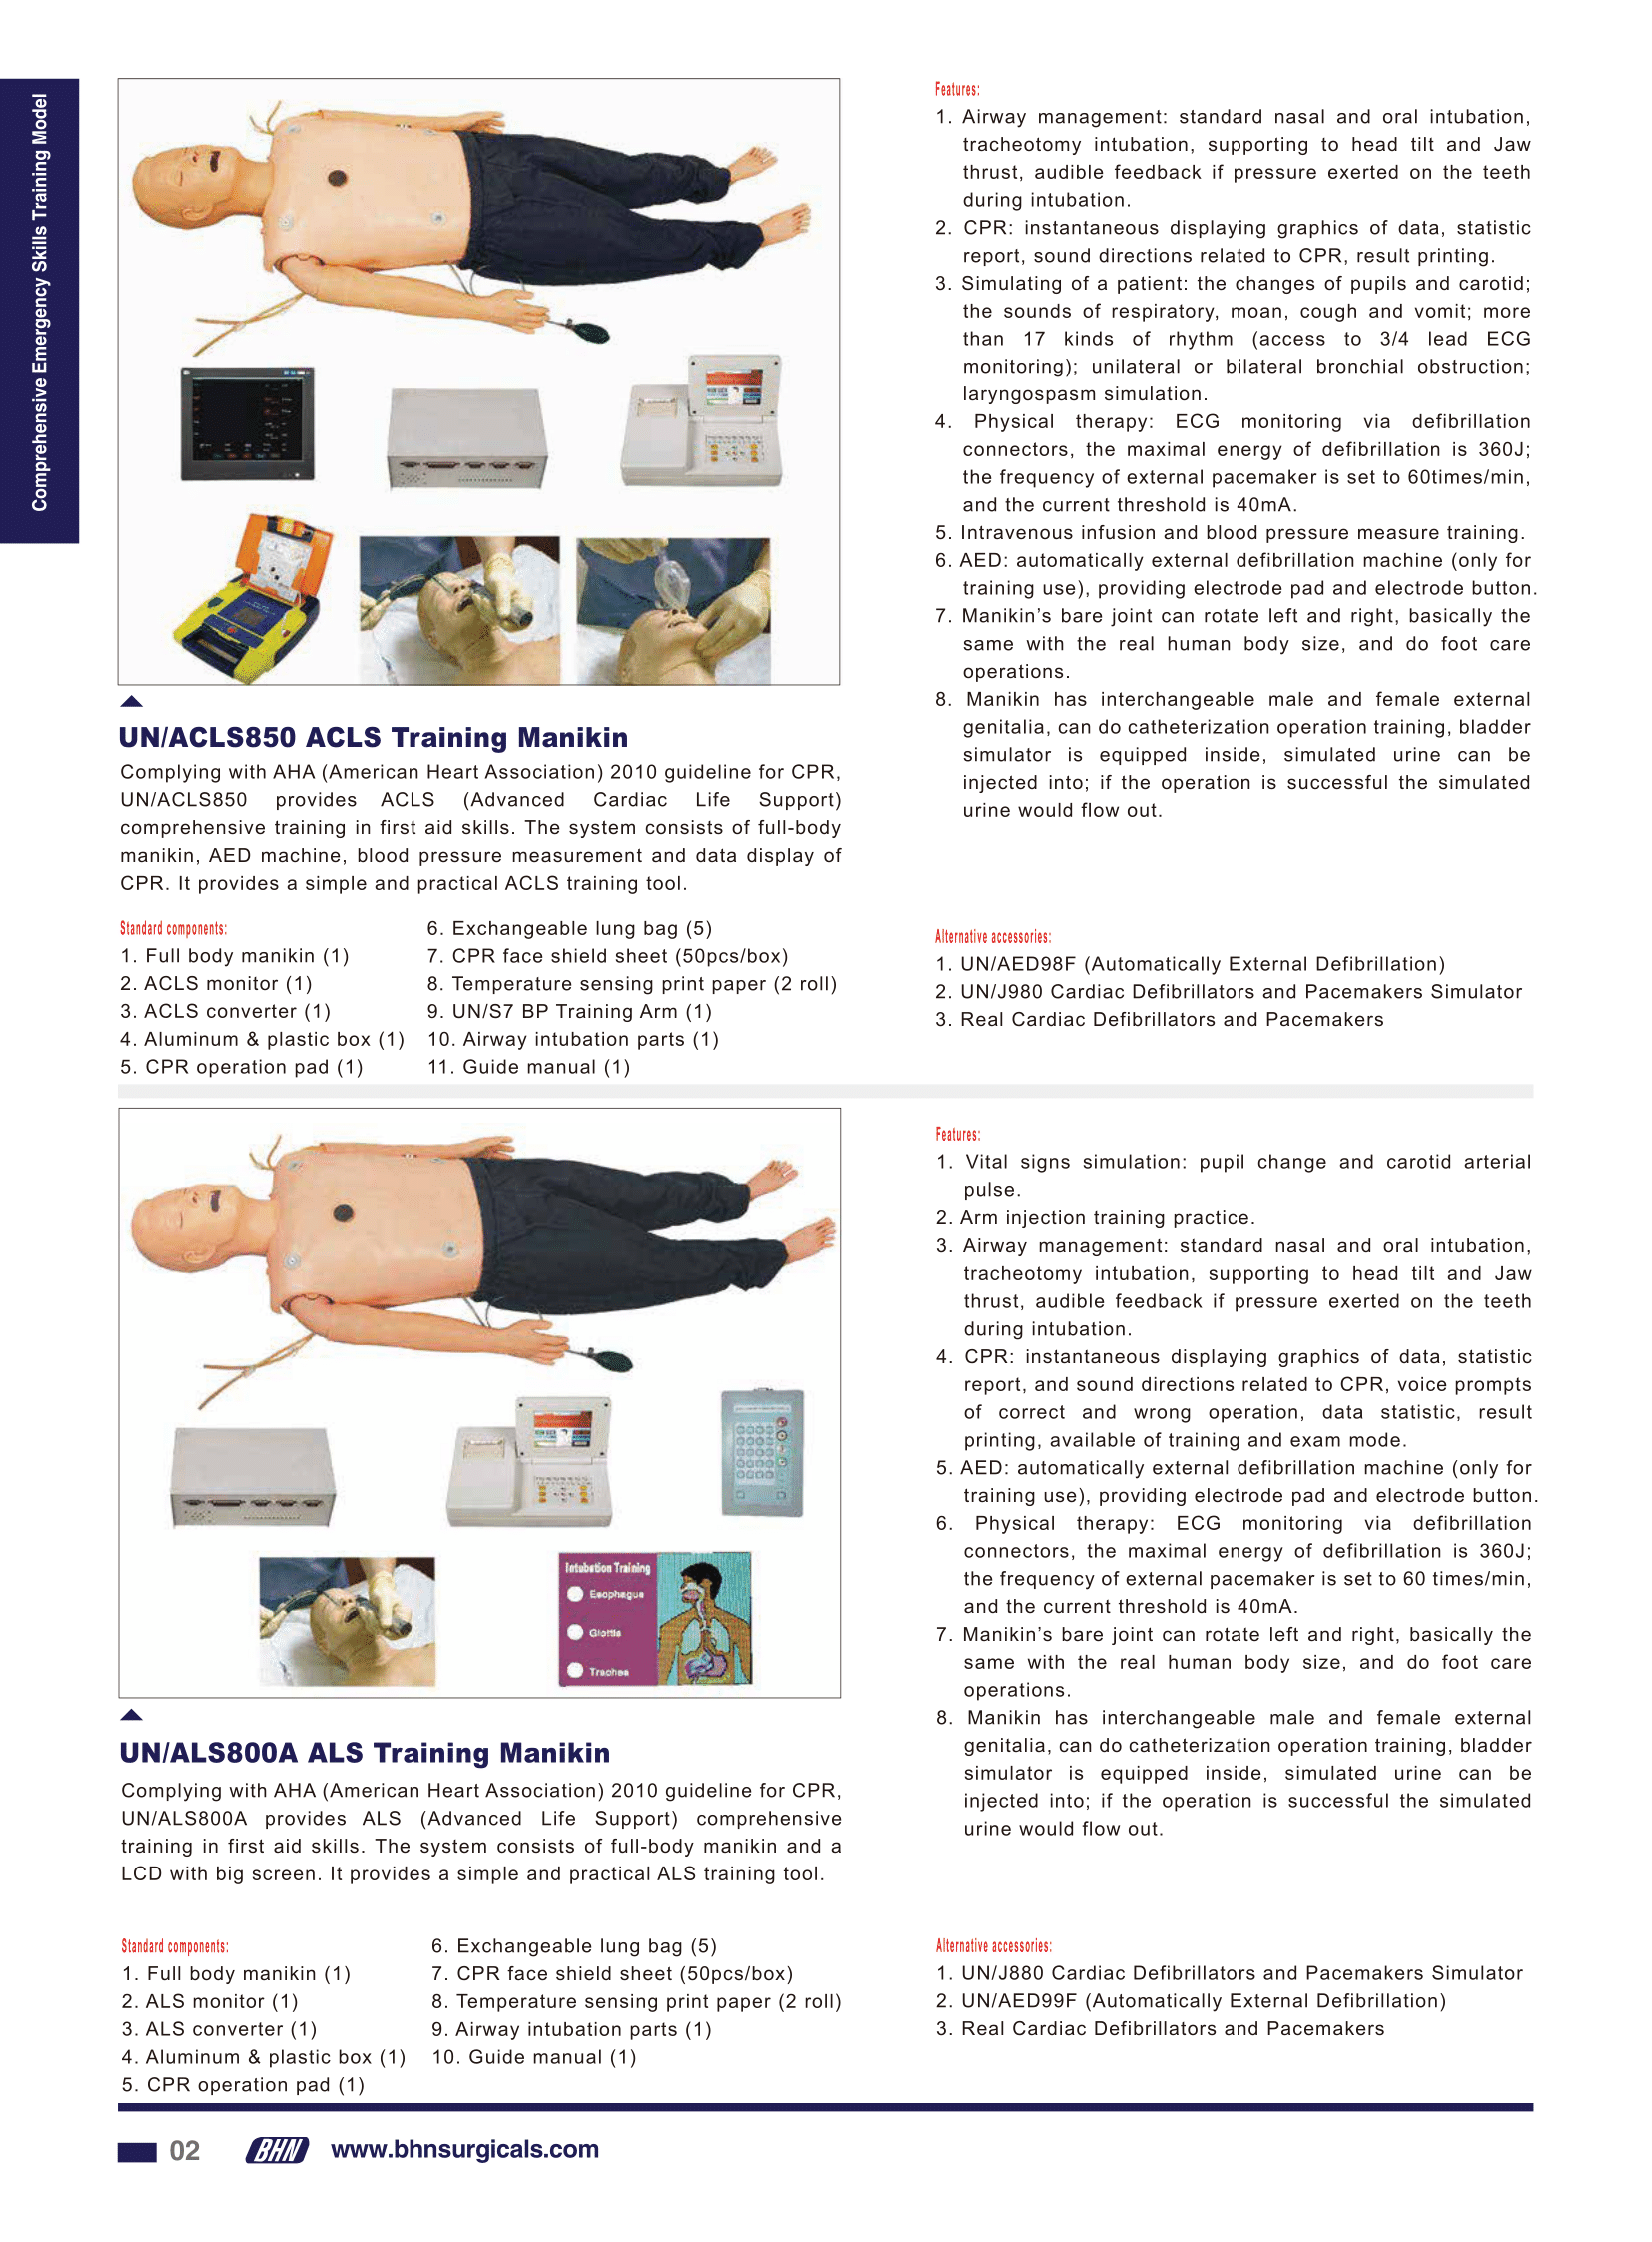 Comprehensive Emergency Skills Training Model
UN/ACLS850 ACLS Training Manikin
Complying with AHA (American Heart Association) 2010 guideline for CPR,
UN/ACLS850 provides ACLS (Advanced Cardiac Life Support)
comprehensive training in first aid skills. The system consists of full-body
manikin, AED machine, blood pressure measurement and data display of
CPR. It provides a simple and practical ACLS training tool.
Standard components:
1. Full body manikin (1)
2. ACLS monitor (1)
3. ACLS converter (1)
4. Aluminum & plastic box (1)
5. CPR operation pad (1)
6. Exchangeable lung bag (5)
7. CPR face shield sheet (50pcs/box)
8. Temperature sensing print paper (2 roll)
9. UN/S7 BP Training Arm (1)
10. Airway intubation parts (1)
11. Guide manual (1)
Features:
1. Airway management: standard nasal and oral intubation,
tracheotomy intubation, supporting to head tilt and Jaw
thrust, audible feedback if pressure exerted on the teeth
during intubation.
2. CPR: instantaneous displaying graphics of data, statistic
report, sound directions related to CPR, result printing.
3. Simulating of a patient: the changes of pupils and carotid;
the sounds of respiratory, moan, cough and vomit; more
than 17 kinds of rhythm (access to 3/4 lead ECG
monitoring); unilateral or bilateral bronchial obstruction;
laryngospasm simulation.
4. Physical therapy: ECG monitoring via defibrillation
connectors, the maximal energy of defibrillation is 360J;
the frequency of external pacemaker is set to 60times/min,
and the current threshold is 40mA.
5. Intravenous infusion and blood pressure measure training.
6. AED: automatically external defibrillation machine (only for
training use), providing electrode pad and electrode button.
7. Manikin’s bare joint can rotate left and right, basically the
same with the real human body size, and do foot care
operations.
8. Manikin has interchangeable male and female external
genitalia, can do catheterization operation training, bladder
simulator is equipped inside, simulated urine can be
injected into; if the operation is successful the simulated
urine would flow out.
Alternative accessories:
1. UN/AED98F (Automatically External Defibrillation)
2. UN/J980 Cardiac Defibrillators and Pacemakers Simulator
3. Real Cardiac Defibrillators and Pacemakers
Intubation Training
Esophague
Glottis
Trachea
UN/ALS800A ALS Training Manikin
Complying with AHA (American Heart Association) 2010 guideline for CPR,
UN/ALS800A provides ALS (Advanced Life Support) comprehensive
training in first aid skills. The system consists of full-body manikin and a
LCD with big screen. It provides a simple and practical ALS training tool.
Standard components:
1. Full body manikin (1)
2. ALS monitor (1)
3. ALS converter (1)
4. Aluminum & plastic box (1)
5. CPR operation pad (1)
6. Exchangeable lung bag (5)
7. CPR face shield sheet (50pcs/box)
8. Temperature sensing print paper (2 roll)
9. Airway intubation parts (1)
10. Guide manual (1)
Features:
1. Vital signs simulation: pupil change and carotid arterial
pulse.
2. Arm injection training practice.
3. Airway management: standard nasal and oral intubation,
tracheotomy intubation, supporting to head tilt and Jaw
thrust, audible feedback if pressure exerted on the teeth
during intubation.
4. CPR: instantaneous displaying graphics of data, statistic
report, and sound directions related to CPR, voice prompts
of correct and wrong operation, data statistic, result
printing, available of training and exam mode.
5. AED: automatically external defibrillation machine (only for
training use), providing electrode pad and electrode button.
6. Physical therapy: ECG monitoring via defibrillation
connectors, the maximal energy of defibrillation is 360J;
the frequency of external pacemaker is set to 60 times/min,
and the current threshold is 40mA.
7. Manikin’s bare joint can rotate left and right, basically the
same with the real human body size, and do foot care
operations.
8. Manikin has interchangeable male and female external
genitalia, can do catheterization operation training, bladder
simulator is equipped inside, simulated urine can be
injected into; if the operation is successful the simulated
urine would flow out.
Alternative accessories:
1. UN/J880 Cardiac Defibrillators and Pacemakers Simulator
2. UN/AED99F (Automatically External Defibrillation)
3. Real Cardiac Defibrillators and Pacemakers
02 BHN www.bhnsurgicals.com